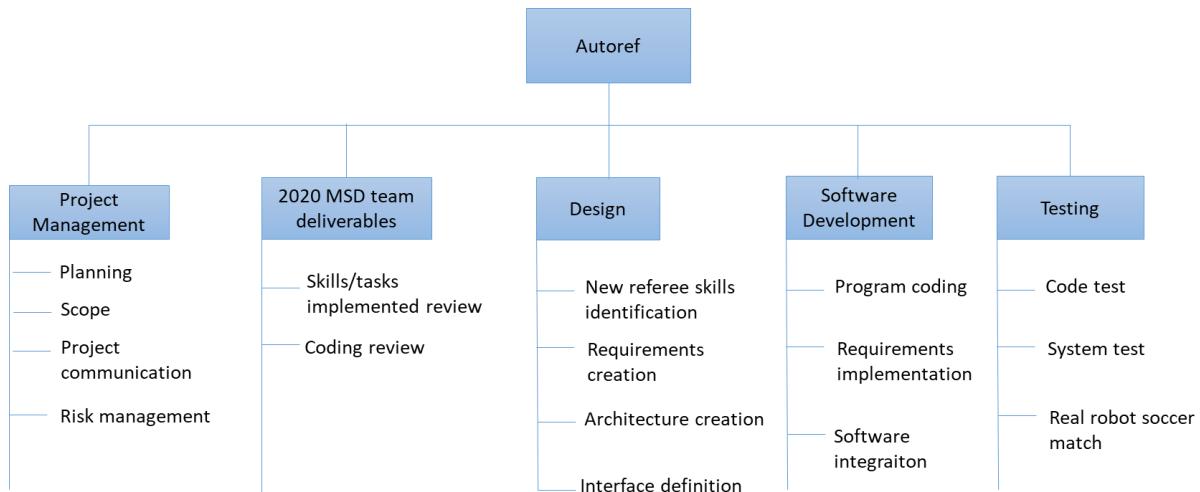 Autoref
Project
Management
Planning
Scope
Project
communication
Risk management
2020 MSD team
deliverables
Skills/tasks
implemented review
Coding review
Design
New referee skills
identification
Requirements
creation
Architecture creation
Interface definition
Software
Development
Program coding
Requirements
implementation
Software
integraiton
Testing
Code test
System test
Real robot soccer
match